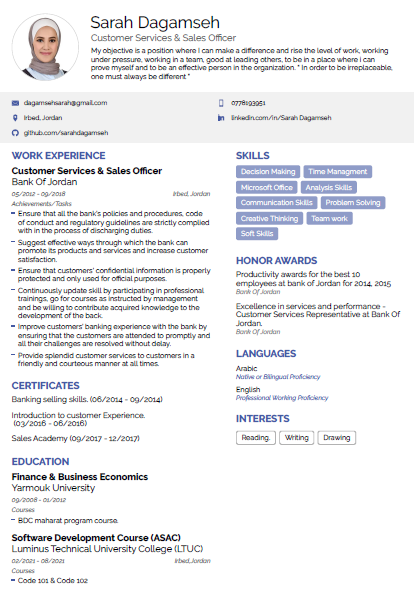 Sarah Dagamseh
Customer Services & Sales Officer
My objective is a position where i can make a difference and rise the level of work, working
under pressure, working in a team, good at leading others, to be in a place where i can
prove myself and to be an effective person in the organization. " In order to be irreplaceable,
one must always be different "
dagamsehsarah@gmail.com
0778193951
Irbed, Jordan
linkedin.com/in/Sarah Dagamseh
github.com/sarahdagamseh
WORK EXPERIENCE
Customer Services & Sales Officer
Bank Of Jordan
05/2012 - 09/2018
Irbed, Jordan
Achievements/Tasks
Ensure that all the bank's policies and procedures, code
of conduct and regulatory guidelines are strictly complied
with in the process of discharging duties.
Suggest effective ways through which the bank can
promote its products and services and increase customer
satisfaction.
Ensure that customers' confidential information is properly
protected and only used for official purposes.
Continuously update skill by participating in professional
trainings, go for courses as instructed by management
and be willing to contribute acquired knowledge to the
development of the back.
Improve customers' banking experience with the bank by
ensuring that the customers are attended to promptly and
all their challenges are resolved without delay.
Provide splendid customer services to customers in a
friendly and courteous manner at all times.
CERTIFICATES
Banking selling skills. (06/2014 - 09/2014)
Introduction to customer Experience.
(03/2016 - 06/2016)
Sales Academy (09/2017 - 12/2017)
EDUCATION
Finance & Business Economics
Yarmouk University
09/2008 - 01/2012
Courses
BDC maharat program course.
Software Development Course (ASAC)
Luminus Technical University College (LTUC)
02/2021 - 08/2021
Irbed,Jordan
Courses
Code 101 & Code 102
SKILLS
Decision Making
Time Managment
Microsoft Office
Analysis Skills
Communication Skills
Problem Solving
Creative Thinking
Team work
Soft Skills
HONOR AWARDS
Productivity awards for the best 10
employees at bank of Jordan for 2014, 2015
Bank Of Jordan
Excellence in services and performance -
Customer Services Representative at Bank Of
Jordan.
Bank Of Jordan
LANGUAGES
Arabic
Native or Bilingual Proficiency
English
Professional Working Proficiency
INTERESTS
Reading.
Writing
Drawing